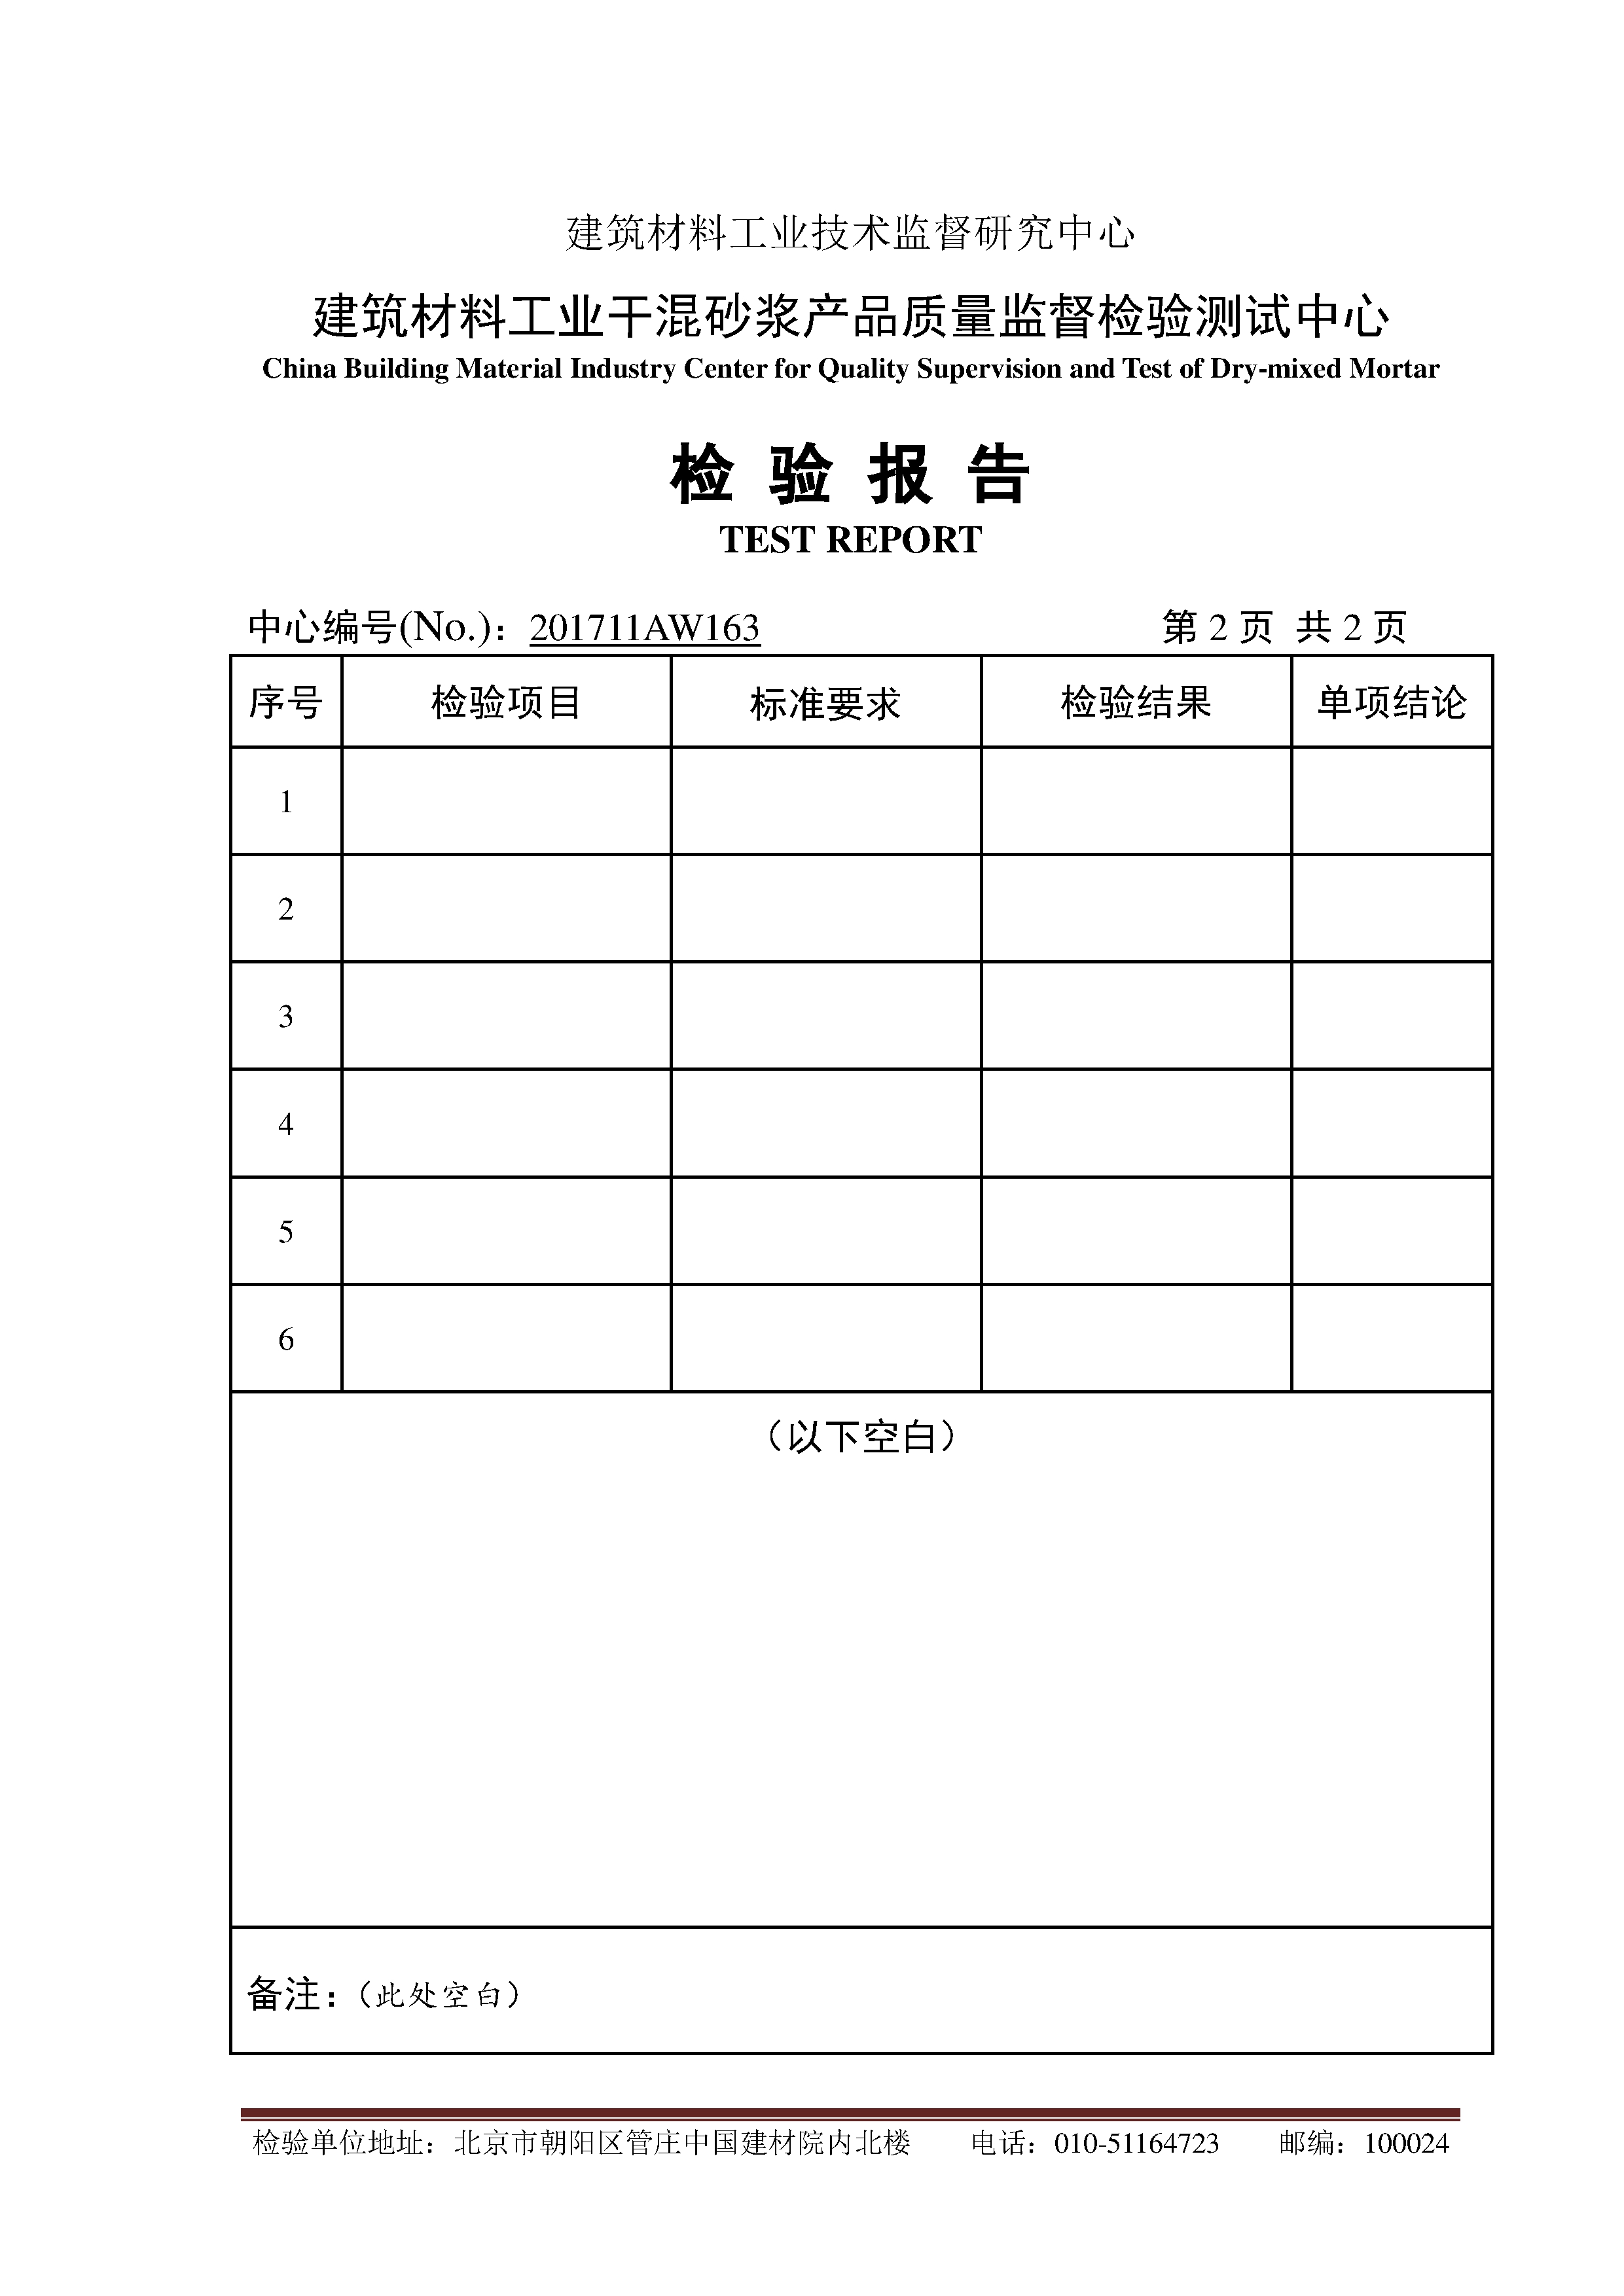 建筑材料工业技术监督研究中心
建筑材料工业干混砂浆产品质量监督检验测试中心
China Building Material Industry Center for Quality Supervision and Test of Dry-mixed Mortar
检 验 报 告
TEST REPORT
中心编号(No.)：201711AW163 第 2 页 共 2 页
序号 检验项目 标准要求 检验结果 单项结论
1
2
3
4
5
6
（以下空白）
备注：（此处空白）
检验单位地址：北京市朝阳区管庄中国建材院内北楼 电话：010-51164723 邮编：100024